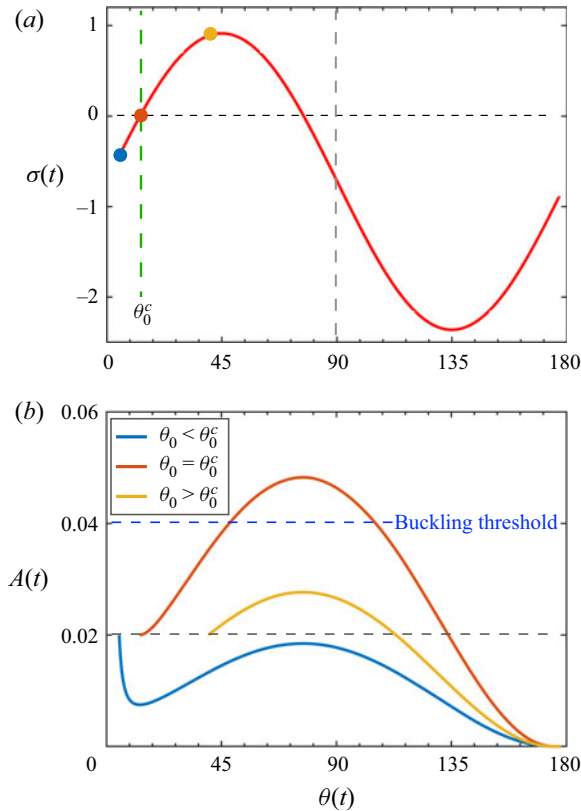 (a)
1
0
σ(t)
−1
−2
θ₀ᶜ
0 45 90 135 180
(b)
0.06
θ₀ < θ₀ᶜ
θ₀ = θ₀ᶜ
θ₀ > θ₀ᶜ
0.04
Buckling threshold
A(t)
0.02
0 45 90 135 180
θ(t)